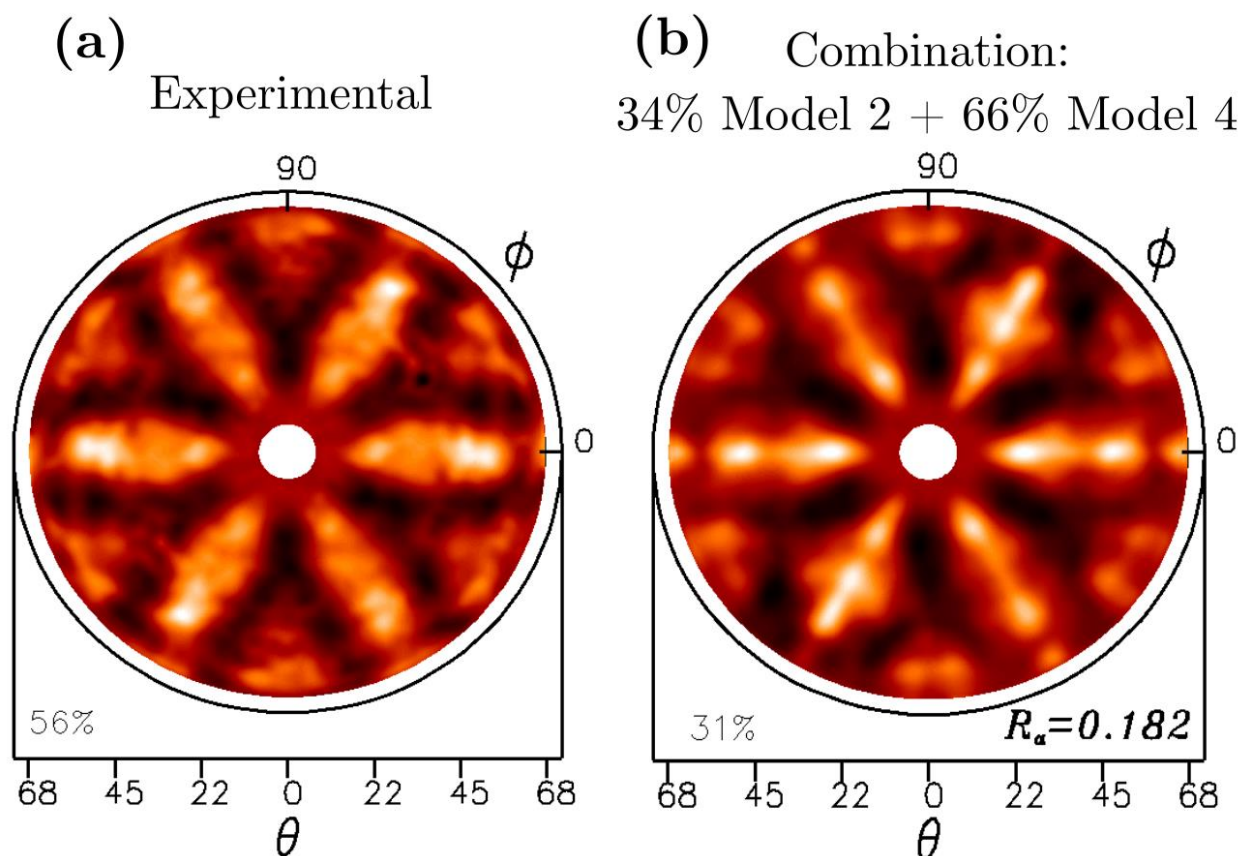 (a)
Experimental
90
ϕ
0
56%
68 45 22 0 22 45 68
θ
(b)
Combination:
34% Model 2 + 66% Model 4
90
ϕ
0
31%
Rₐ=0.182
68 45 22 0 22 45 68
θ